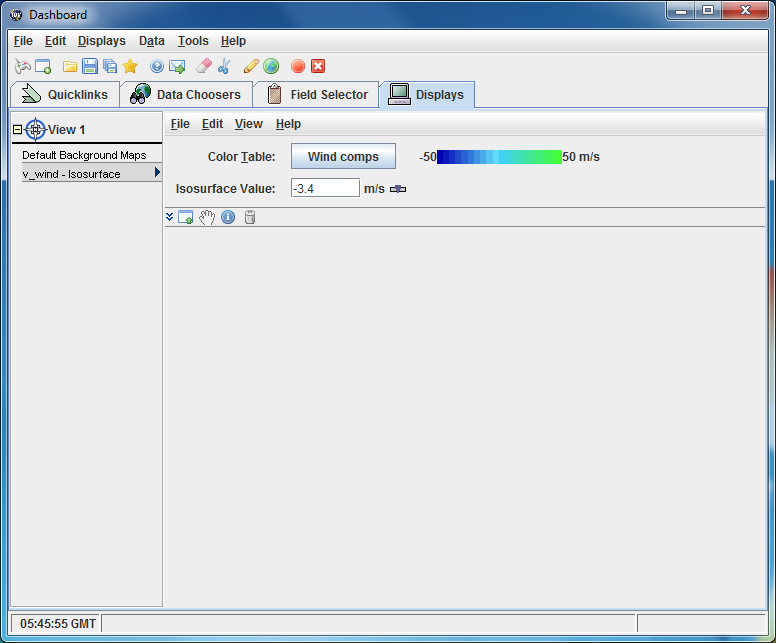 Dashboard
File Edit Displays Data Tools Help
Quicklinks Data Choosers Field Selector Displays
View 1
Default Background Maps
v_wind - Isosurface
File Edit View Help
Color Table: Wind comps -50 50 m/s
Isosurface Value: -3.4 m/s
05:45:55 GMT